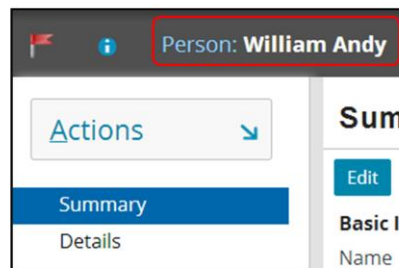 Person: William Andy
Actions
Sum
Edit
Summary
Basic
Details
Name